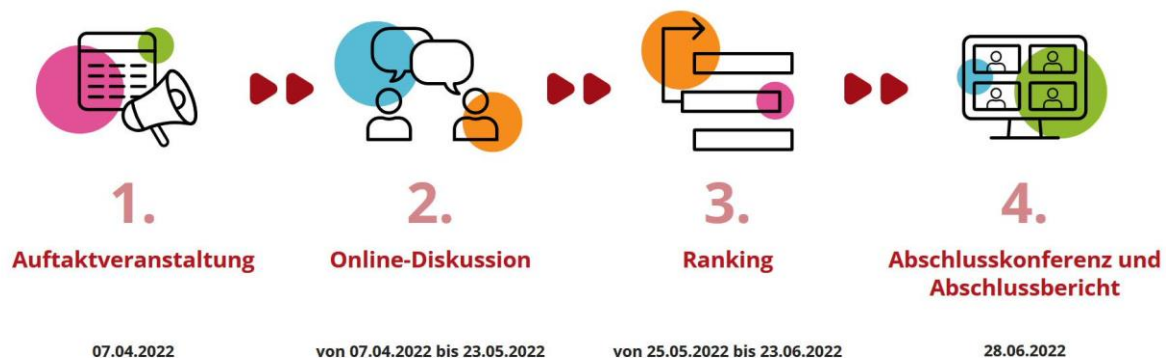 1.
Auftaktveranstaltung
07.04.2022
2.
Online-Diskussion
von 07.04.2022 bis 23.05.2022
3.
Ranking
von 25.05.2022 bis 23.06.2022
4.
Abschlusskonferenz und
Abschlussbericht
28.06.2022